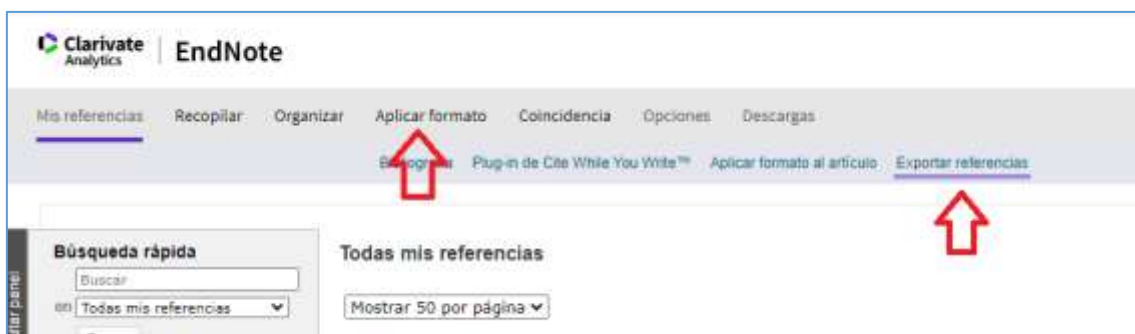 Clarivate
Analytics
EndNote
Mis referencias Recopilar Organizar Aplicar formato Coincidencia Opciones Descargas
Plug-in de Cite While You Write™ Aplicar formato al artículo Exportar referencias
Búsqueda rápida
Todas mis referencias
Buscar
en Todas mis referencias
Mostrar 50 por página
panel